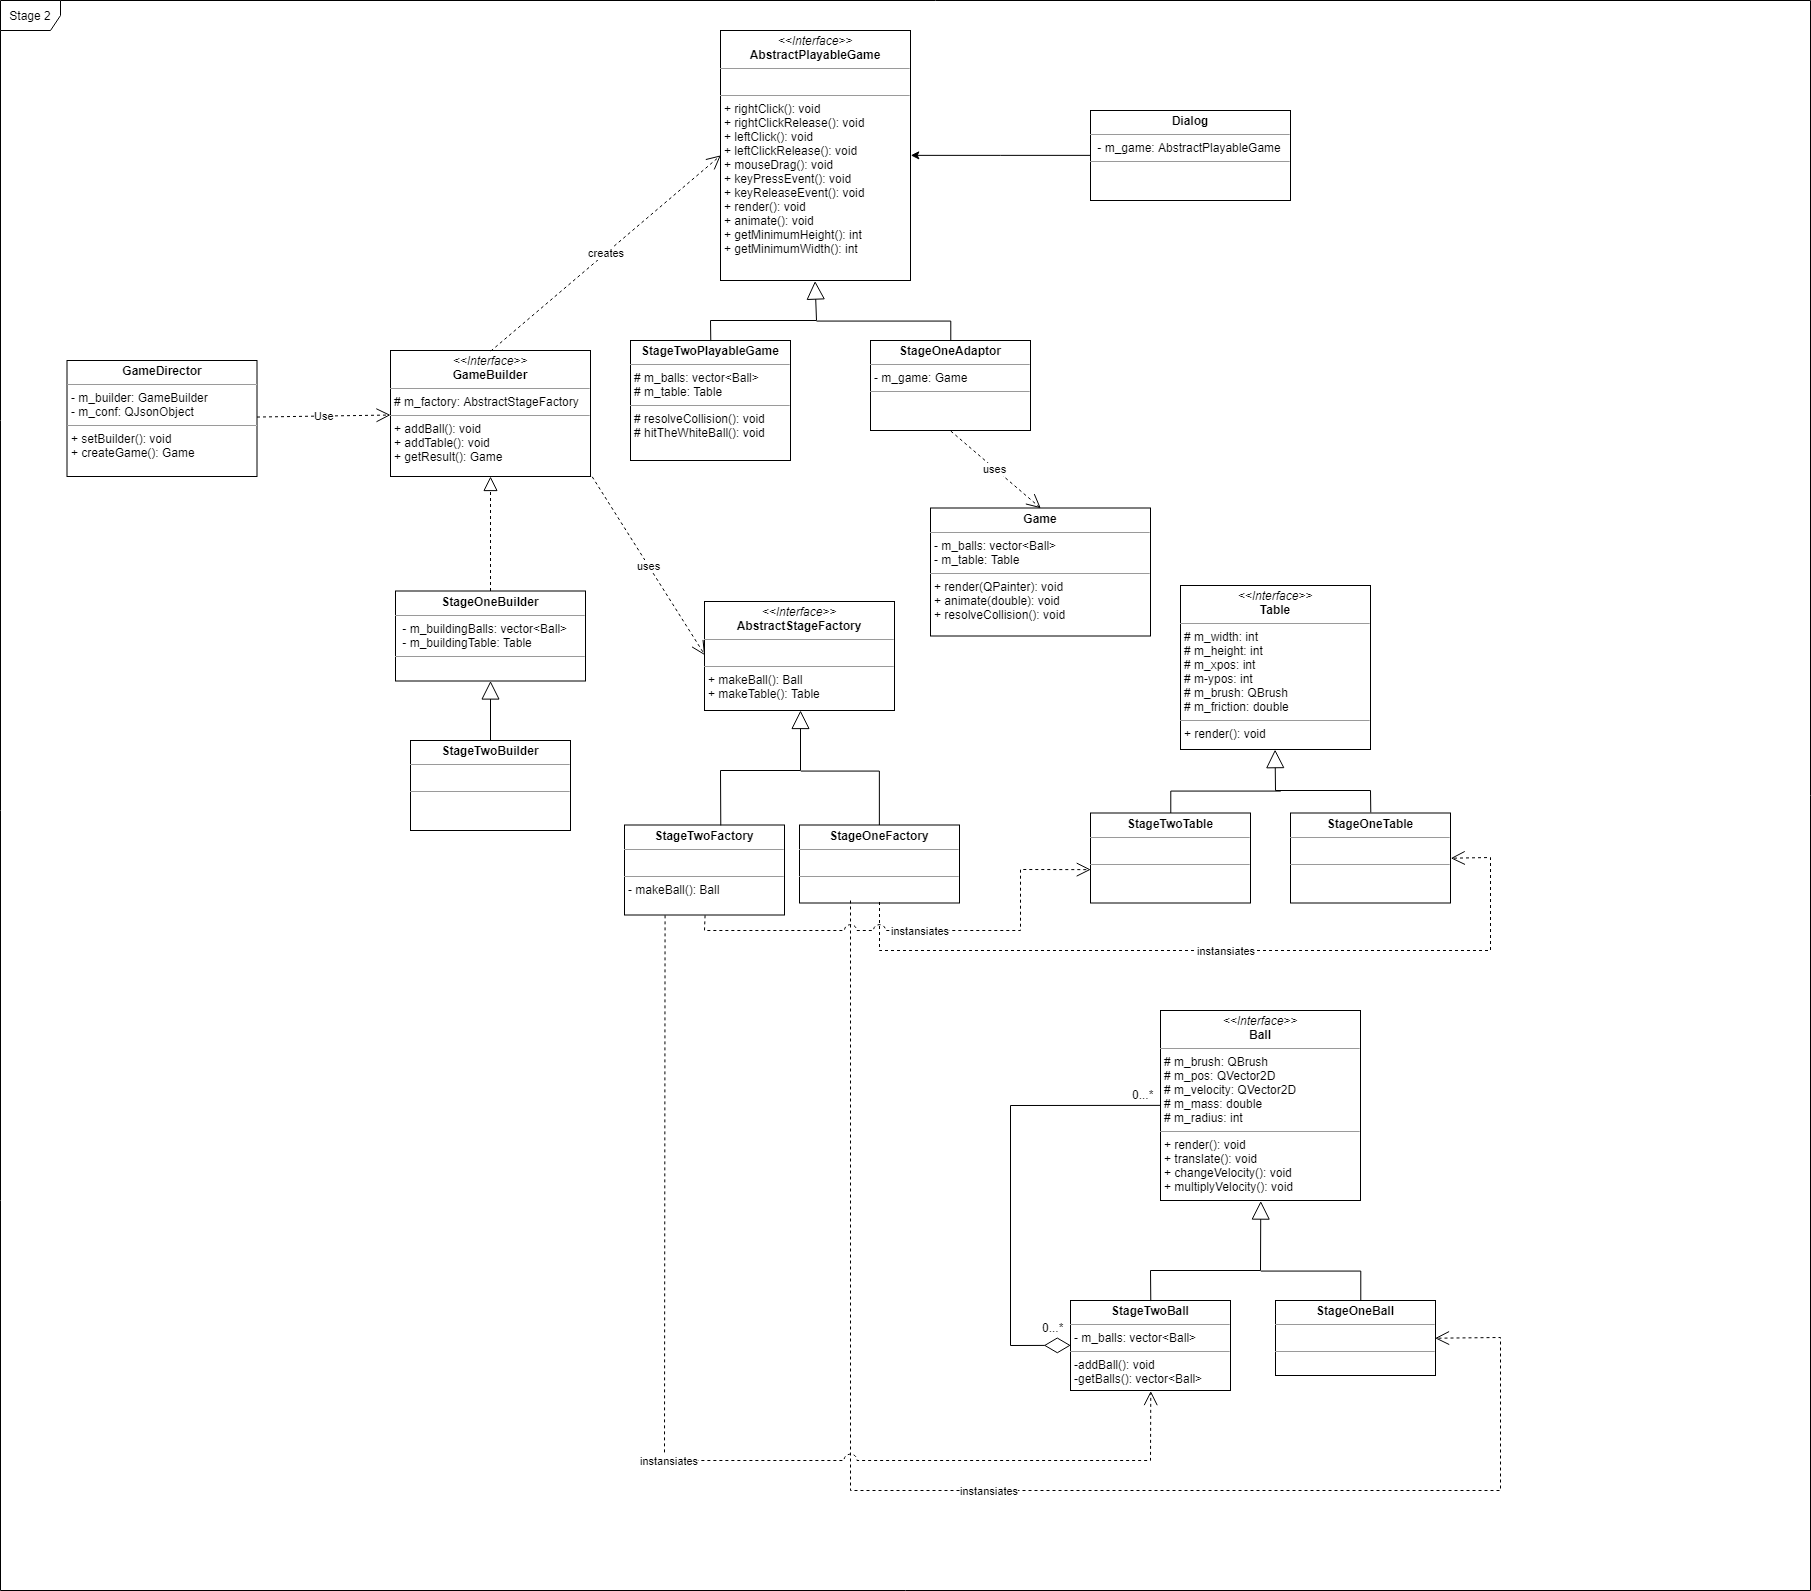 Stage 2
<<Interface>>
AbstractPlayableGame
+ rightClick(): void
+ rightClickRelease(): void
+ leftClick(): void
+ leftClickRelease(): void
+ mouseDrag(): void
+ keyPressEvent(): void
+ keyReleaseEvent(): void
+ render(): void
+ animate(): void
+ getMinimumHeight(): int
+ getMinimumWidth(): int
Dialog
- m_game: AbstractPlayableGame
creates
GameDirector
- m_builder: GameBuilder
- m_conf: QJsonObject
+ setBuilder(): void
+ createGame(): Game
Use
<<Interface>>
GameBuilder
# m_factory: AbstractStageFactory
+ addBall(): void
+ addTable(): void
+ getResult(): Game
StageTwoPlayableGame
# m_balls: vector<Ball>
# m_table: Table
# resolveCollision(): void
# hitTheWhiteBall(): void
StageOneAdaptor
- m_game: Game
uses
Game
- m_balls: vector<Ball>
- m_table: Table
+ render(QPainter): void
+ animate(double): void
+ resolveCollision(): void
uses
StageOneBuilder
- m_buildingBalls: vector<Ball>
- m_buildingTable: Table
StageTwoBuilder
<<Interface>>
AbstractStageFactory
+ makeBall(): Ball
+ makeTable(): Table
<<Interface>>
Table
# m_width: int
# m_height: int
# m_xpos: int
# m-ypos: int
# m_brush: QBrush
# m_friction: double
+ render(): void
StageTwoFactory
- makeBall(): Ball
StageOneFactory
StageTwoTable
StageOneTable
instansiates
instansiates
<<Interface>>
Ball
# m_brush: QBrush
# m_pos: QVector2D
# m_velocity: QVector2D
# m_mass: double
# m_radius: int
+ render(): void
+ translate(): void
+ changeVelocity(): void
+ multiplyVelocity(): void
0...*
0...*
StageTwoBall
- m_balls: vector<Ball>
-addBall(): void
-getBalls(): vector<Ball>
StageOneBall
instansiates
instansiates